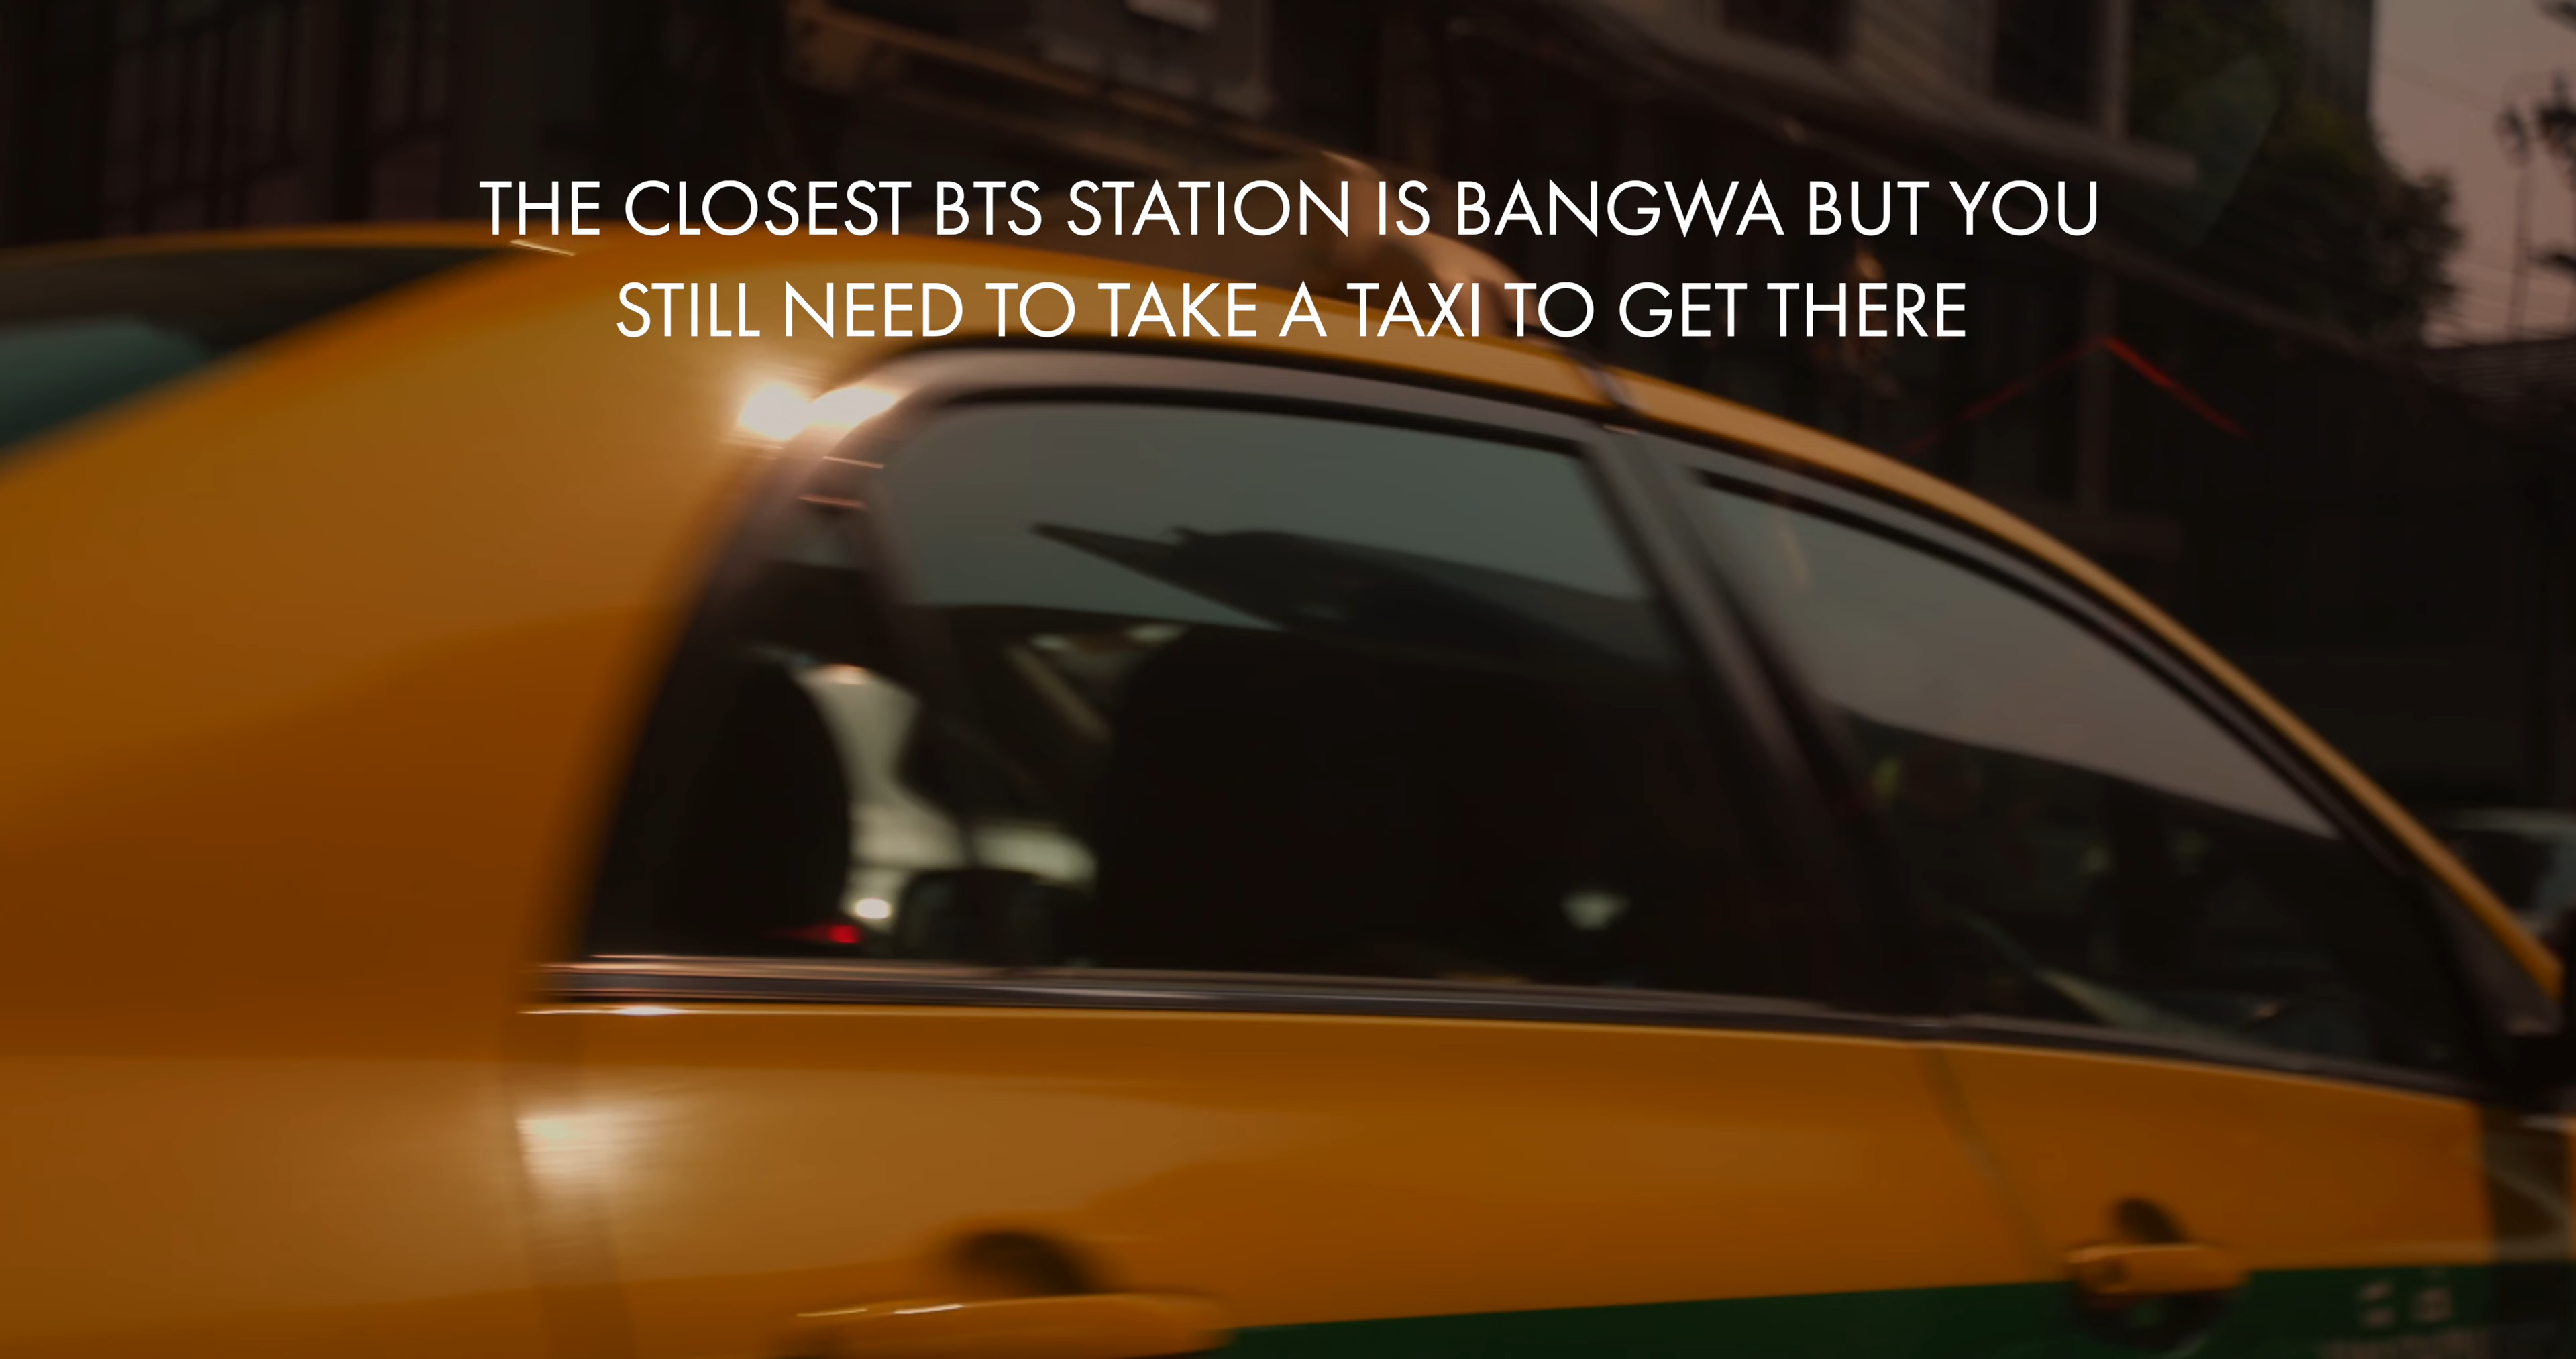 THE CLOSEST BTS STATION IS BANGWA BUT YOU
STILL NEED TO TAKE A TAXI TO GET THERE